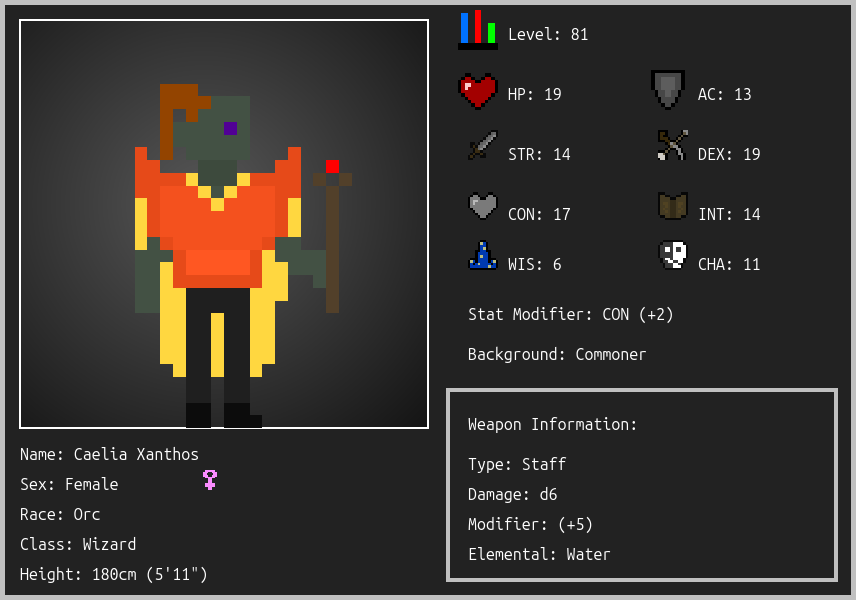 Level: 81
HP: 19
AC: 13
STR: 14
DEX: 19
CON: 17
INT: 14
WIS: 6
CHA: 11
Stat Modifier: CON (+2)
Background: Commoner
Weapon Information:
Type: Staff
Damage: d6
Modifier: (+5)
Elemental: Water
Name: Caelia Xanthos
Sex: Female
Race: Orc
Class: Wizard
Height: 180cm (5'11")